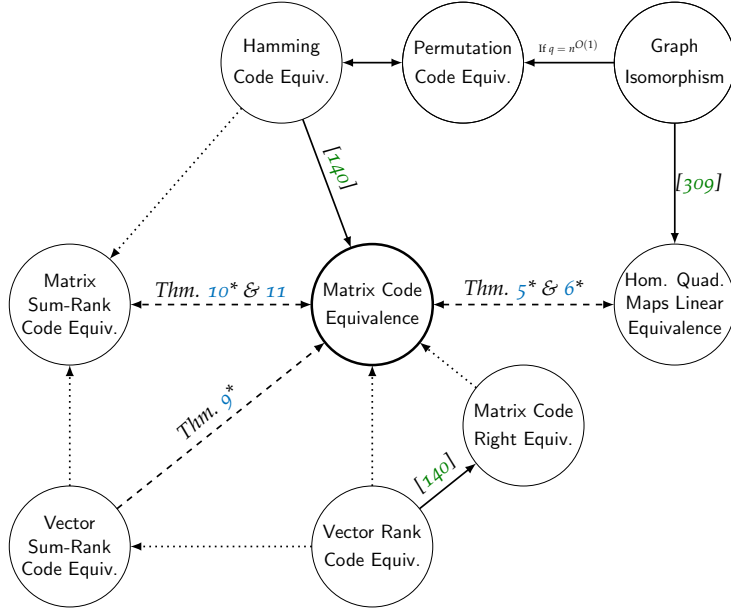 Hamming
Code Equiv.
Permutation
Code Equiv.
If q = n^O(1)
Graph
Isomorphism
[140]
[309]
Matrix
Sum-Rank
Code Equiv.
Thm. 10* & 11
Matrix Code
Equivalence
Thm. 5* & 6*
Hom. Quad.
Maps Linear
Equivalence
Thm. 9*
Matrix Code
Right Equiv.
[140]
Vector
Sum-Rank
Code Equiv.
Vector Rank
Code Equiv.